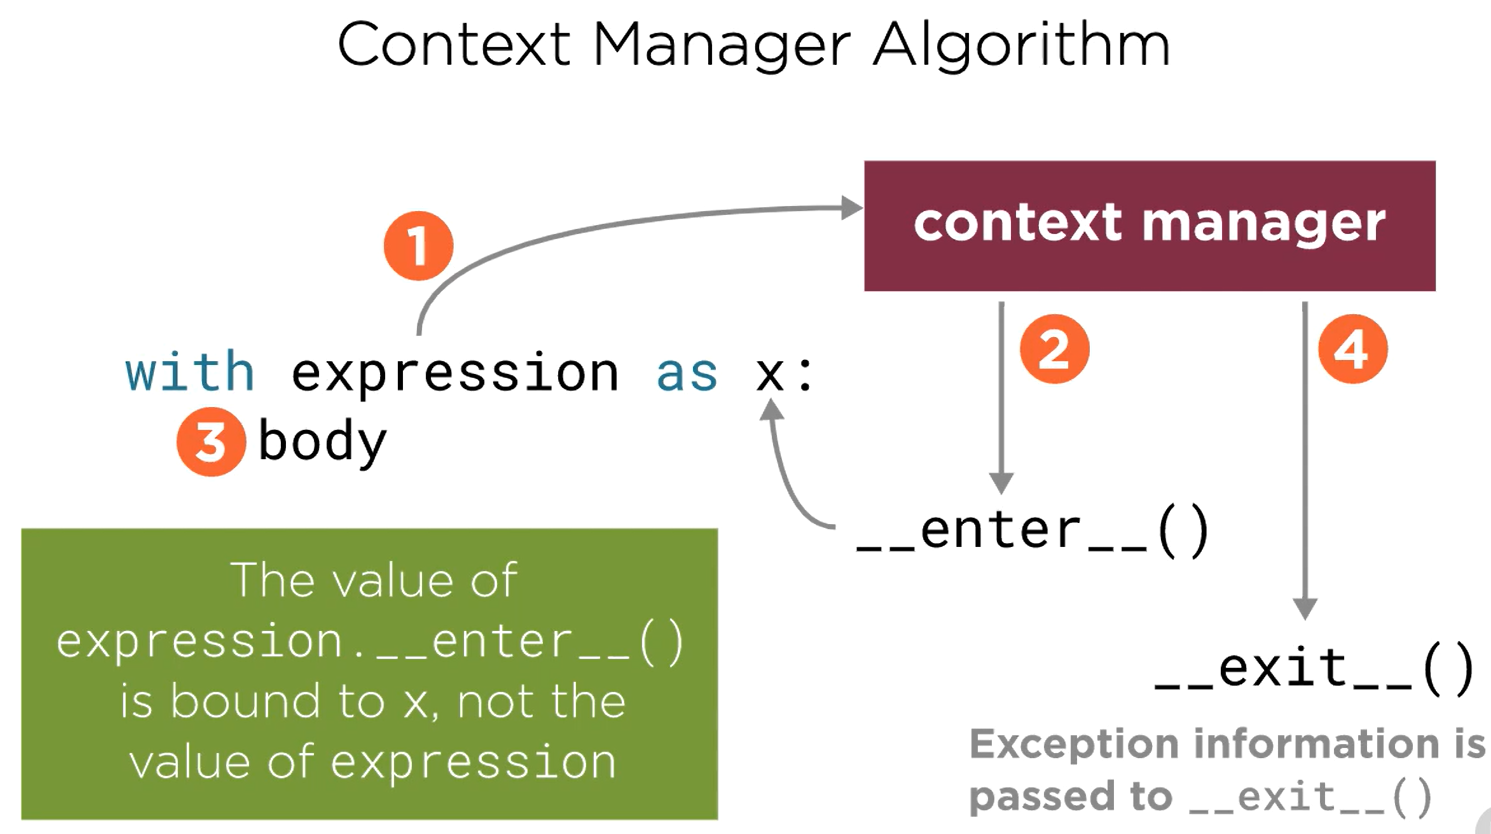 Context Manager Algorithm
context manager
1
2
4
with expression as x:
3 body
__enter__()
The value of
expression.__enter__()
is bound to x, not the
value of expression
__exit__()
Exception information is
passed to __exit__()